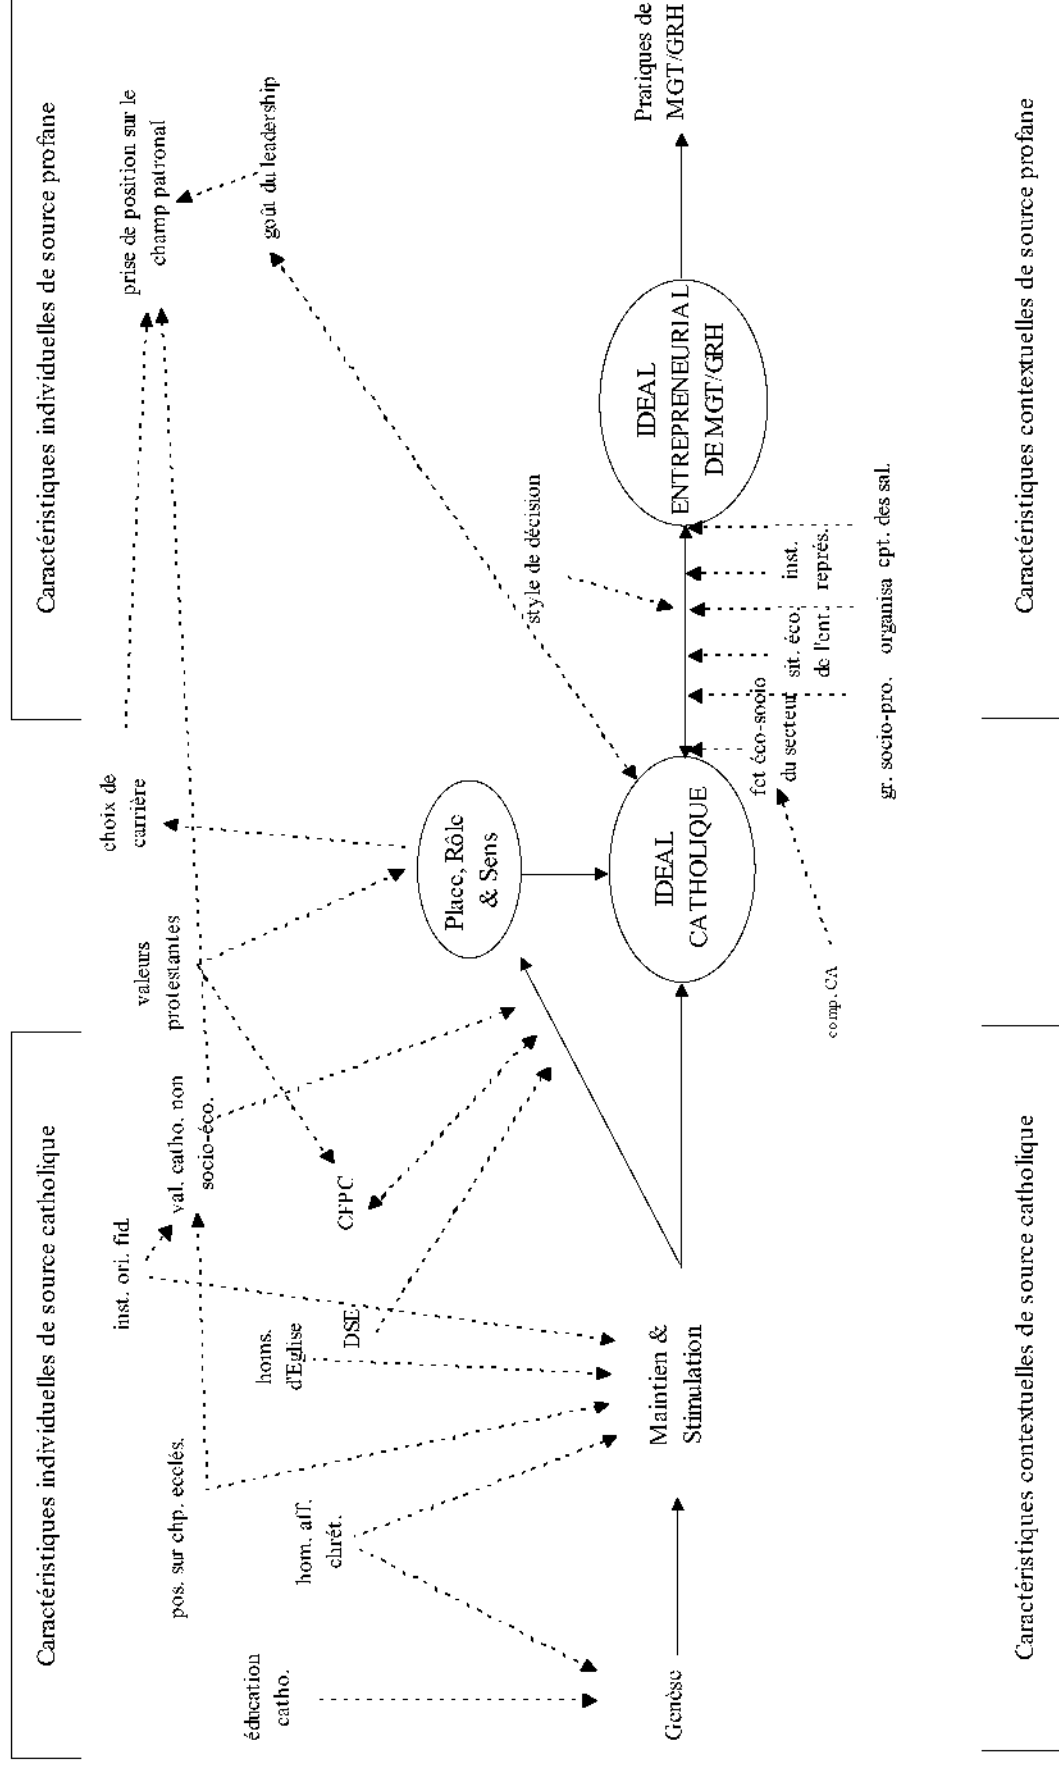 Caractéristiques individuelles de source catholique
Caractéristiques individuelles de source profane
inst. ori. fid.
choix de
carrière
prise de position sur le
champ patronal
pos. sur chp. ecclés.
val. catho. non
socio-éco.
valeurs
protestantes
éducation
catho.
hom. aff.
chrét.
homs.
d'Eglise
DSE
CFPC
goût du leadership
Place, Rôle
& Sens
style de décision
Genèse
Maintien &
Stimulation
IDEAL
CATHOLIQUE
IDEAL
ENTREPRENEURIAL
DE MGT/GRH
Pratiques de
MGT/GRH
fct éco-socio
du secteur
sit. éco.
de l'ent.
inst.
représ.
comp. CA
gr. socio-pro.
organisa
cpt. des sal.
Caractéristiques contextuelles de source catholique
Caractéristiques contextuelles de source profane